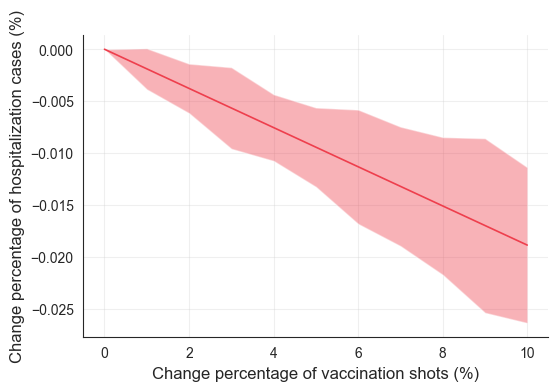 Change percentage of hospitalization cases (%)
0.000
−0.005
−0.010
−0.015
−0.020
−0.025
0 2 4 6 8 10
Change percentage of vaccination shots (%)